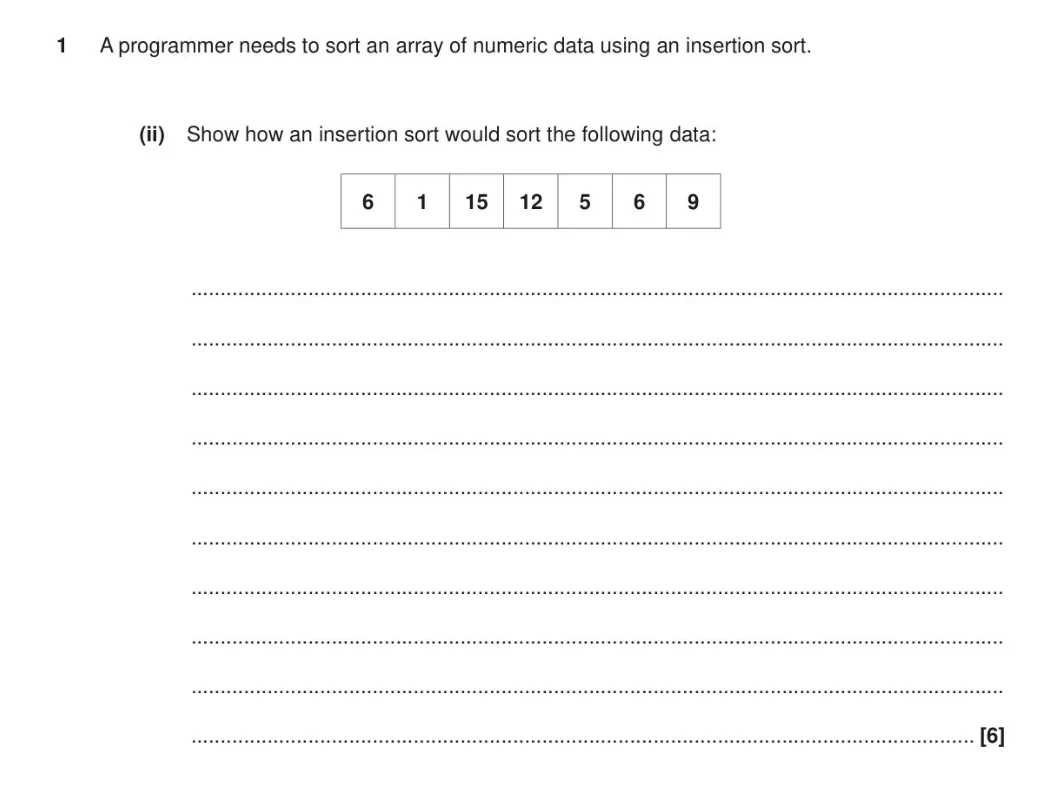 1 A programmer needs to sort an array of numeric data using an insertion sort.
(ii) Show how an insertion sort would sort the following data:
6 1 15 12 5 6 9
[6]